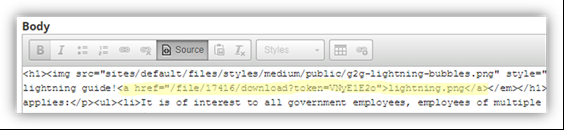 Body
B I Source Styles
<h1><img src="sites/default/files/styles/medium/public/g2g-lightning-bubbles.png" style="
lightning guide!<a href="/file/17416/download?token=VNyE1E2o">lightning.png</a></em></h1>
applies:</p><ul><li>It is of interest to all government employees, employees of multiple